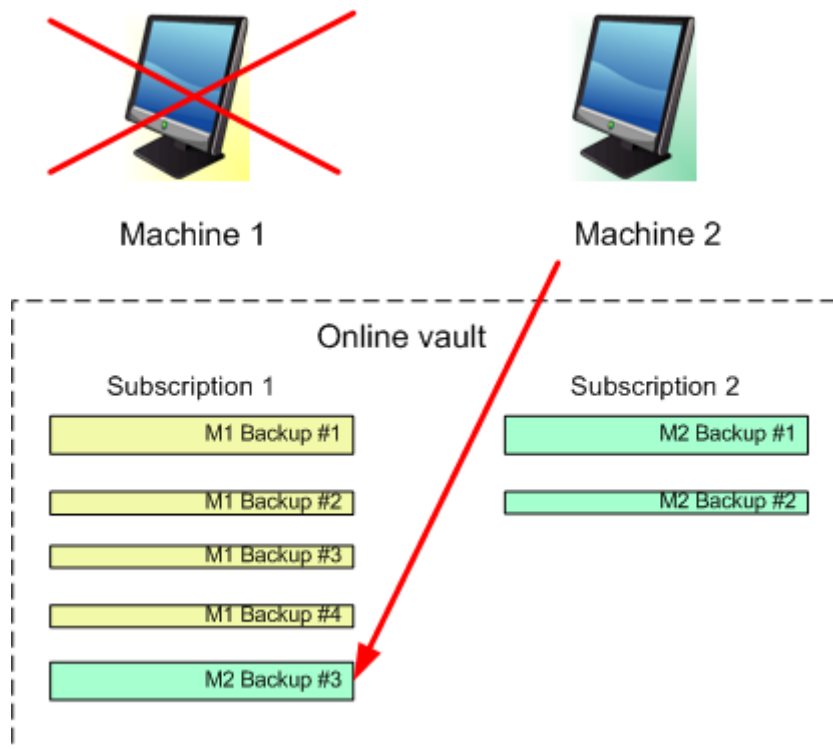 Machine 1
Machine 2
Online vault
Subscription 1
M1 Backup #1
M1 Backup #2
M1 Backup #3
M1 Backup #4
M2 Backup #3
Subscription 2
M2 Backup #1
M2 Backup #2